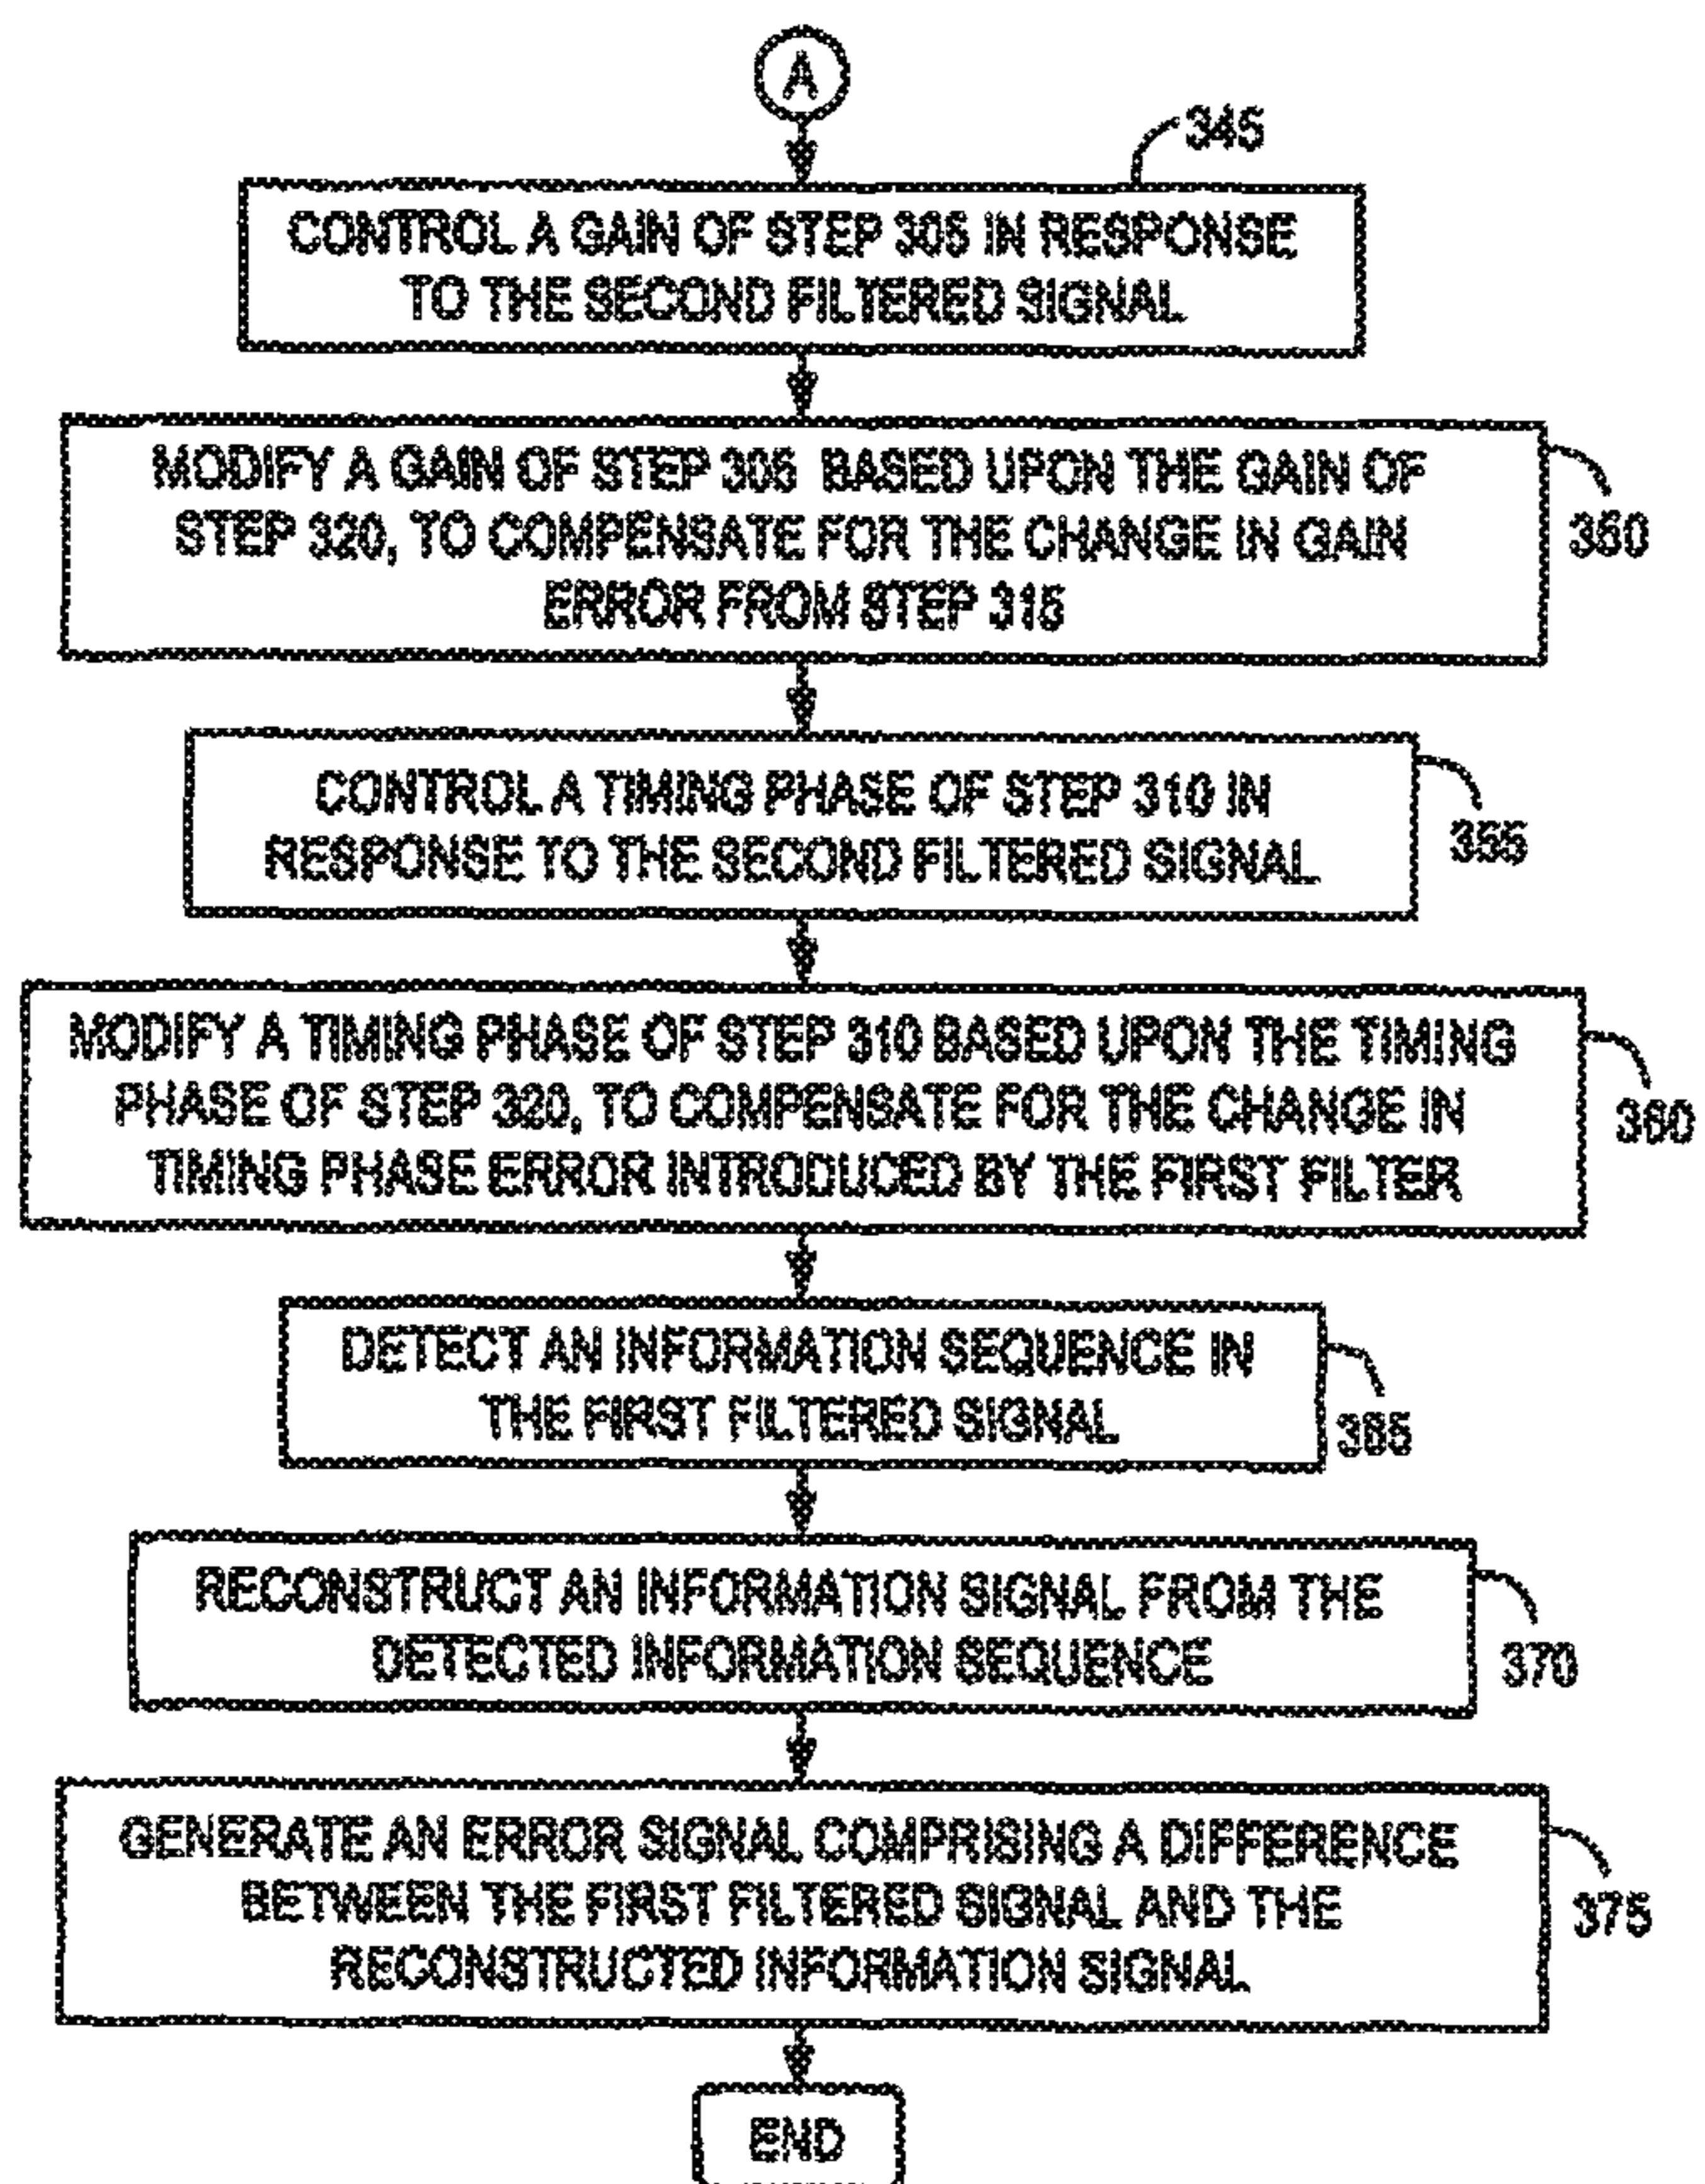 A
345
CONTROL A GAIN OF STEP 305 IN RESPONSE
TO THE SECOND FILTERED SIGNAL
MODIFY A GAIN OF STEP 305 BASED UPON THE GAIN OF
STEP 320, TO COMPENSATE FOR THE CHANGE IN GAIN
ERROR FROM STEP 315
350
CONTROL A TIMING PHASE OF STEP 310 IN
RESPONSE TO THE SECOND FILTERED SIGNAL
355
MODIFY A TIMING PHASE OF STEP 310 BASED UPON THE TIMING
PHASE OF STEP 320, TO COMPENSATE FOR THE CHANGE IN
TIMING PHASE ERROR INTRODUCED BY THE FIRST FILTER
360
DETECT AN INFORMATION SEQUENCE IN
THE FIRST FILTERED SIGNAL
365
RECONSTRUCT AN INFORMATION SIGNAL FROM THE
DETECTED INFORMATION SEQUENCE
370
GENERATE AN ERROR SIGNAL COMPRISING A DIFFERENCE
BETWEEN THE FIRST FILTERED SIGNAL AND THE
RECONSTRUCTED INFORMATION SIGNAL
375
END